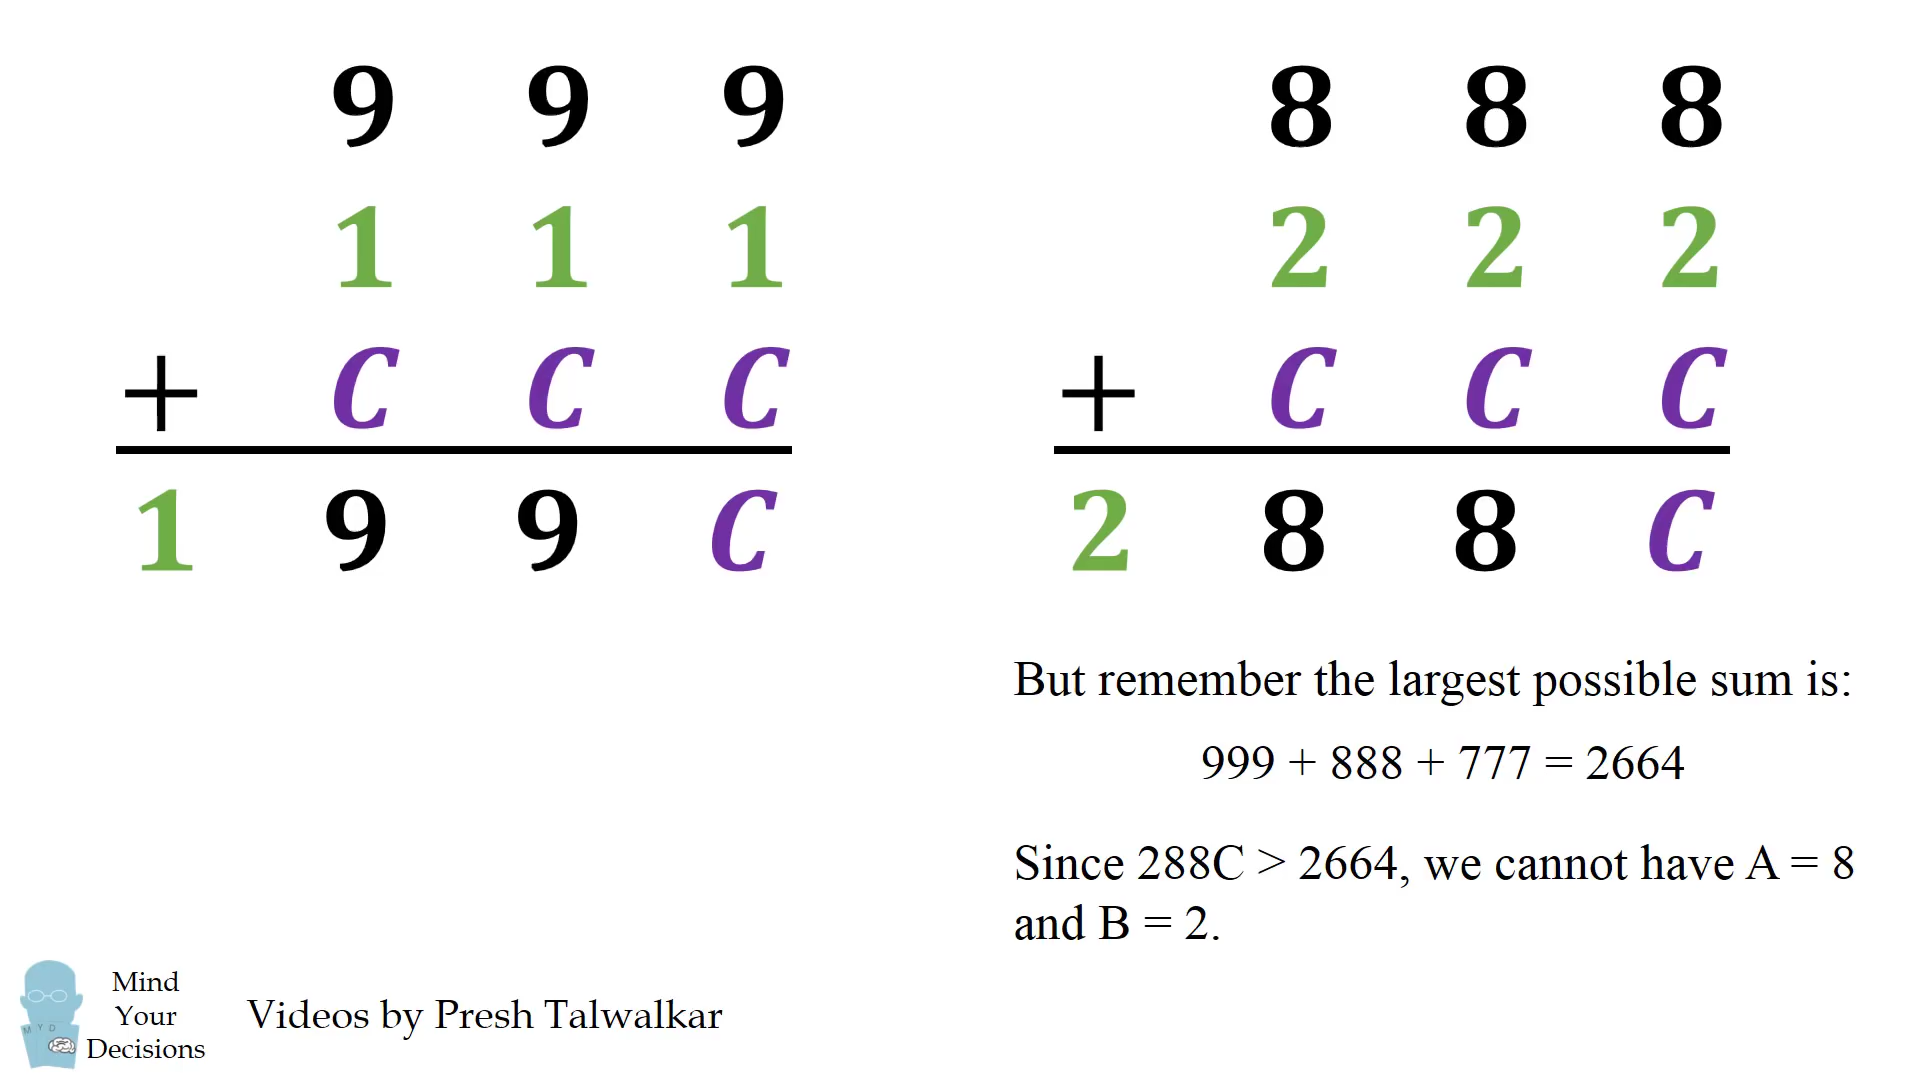 9 9 9
1 1 1
+ C C C
1 9 9 C
8 8 8
2 2 2
+ C C C
2 8 8 C
But remember the largest possible sum is:
999 + 888 + 777 = 2664
Since 288C > 2664, we cannot have A = 8
and B = 2.
M Y D
Mind
Your
Decisions
Videos by Presh Talwalkar